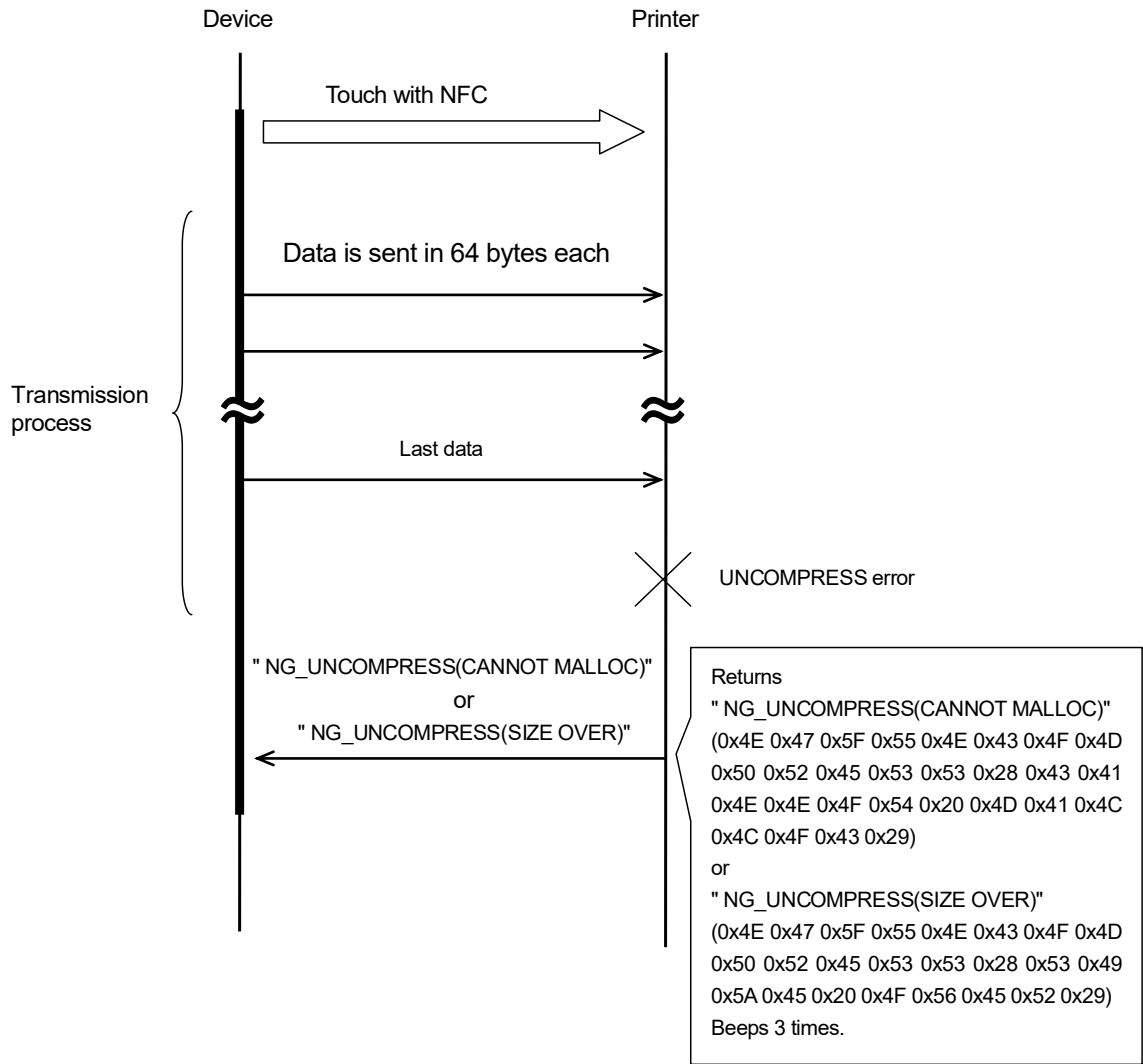 Device
Printer
Touch with NFC
Data is sent in 64 bytes each
Transmission
process
Last data
UNCOMPRESS error
" NG_UNCOMPRESS(CANNOT MALLOC)"
or
" NG_UNCOMPRESS(SIZE OVER)"
Returns
" NG_UNCOMPRESS(CANNOT MALLOC)"
(0x4E 0x47 0x5F 0x55 0x4E 0x43 0x4F 0x4D
0x50 0x52 0x45 0x53 0x53 0x28 0x43 0x41
0x4E 0x4E 0x4F 0x54 0x20 0x4D 0x41 0x4C
0x4C 0x4F 0x43 0x29)
or
" NG_UNCOMPRESS(SIZE OVER)"
(0x4E 0x47 0x5F 0x55 0x4E 0x43 0x4F 0x4D
0x50 0x52 0x45 0x53 0x53 0x28 0x53 0x49
0x5A 0x45 0x20 0x4F 0x56 0x45 0x52 0x29)
Beeps 3 times.